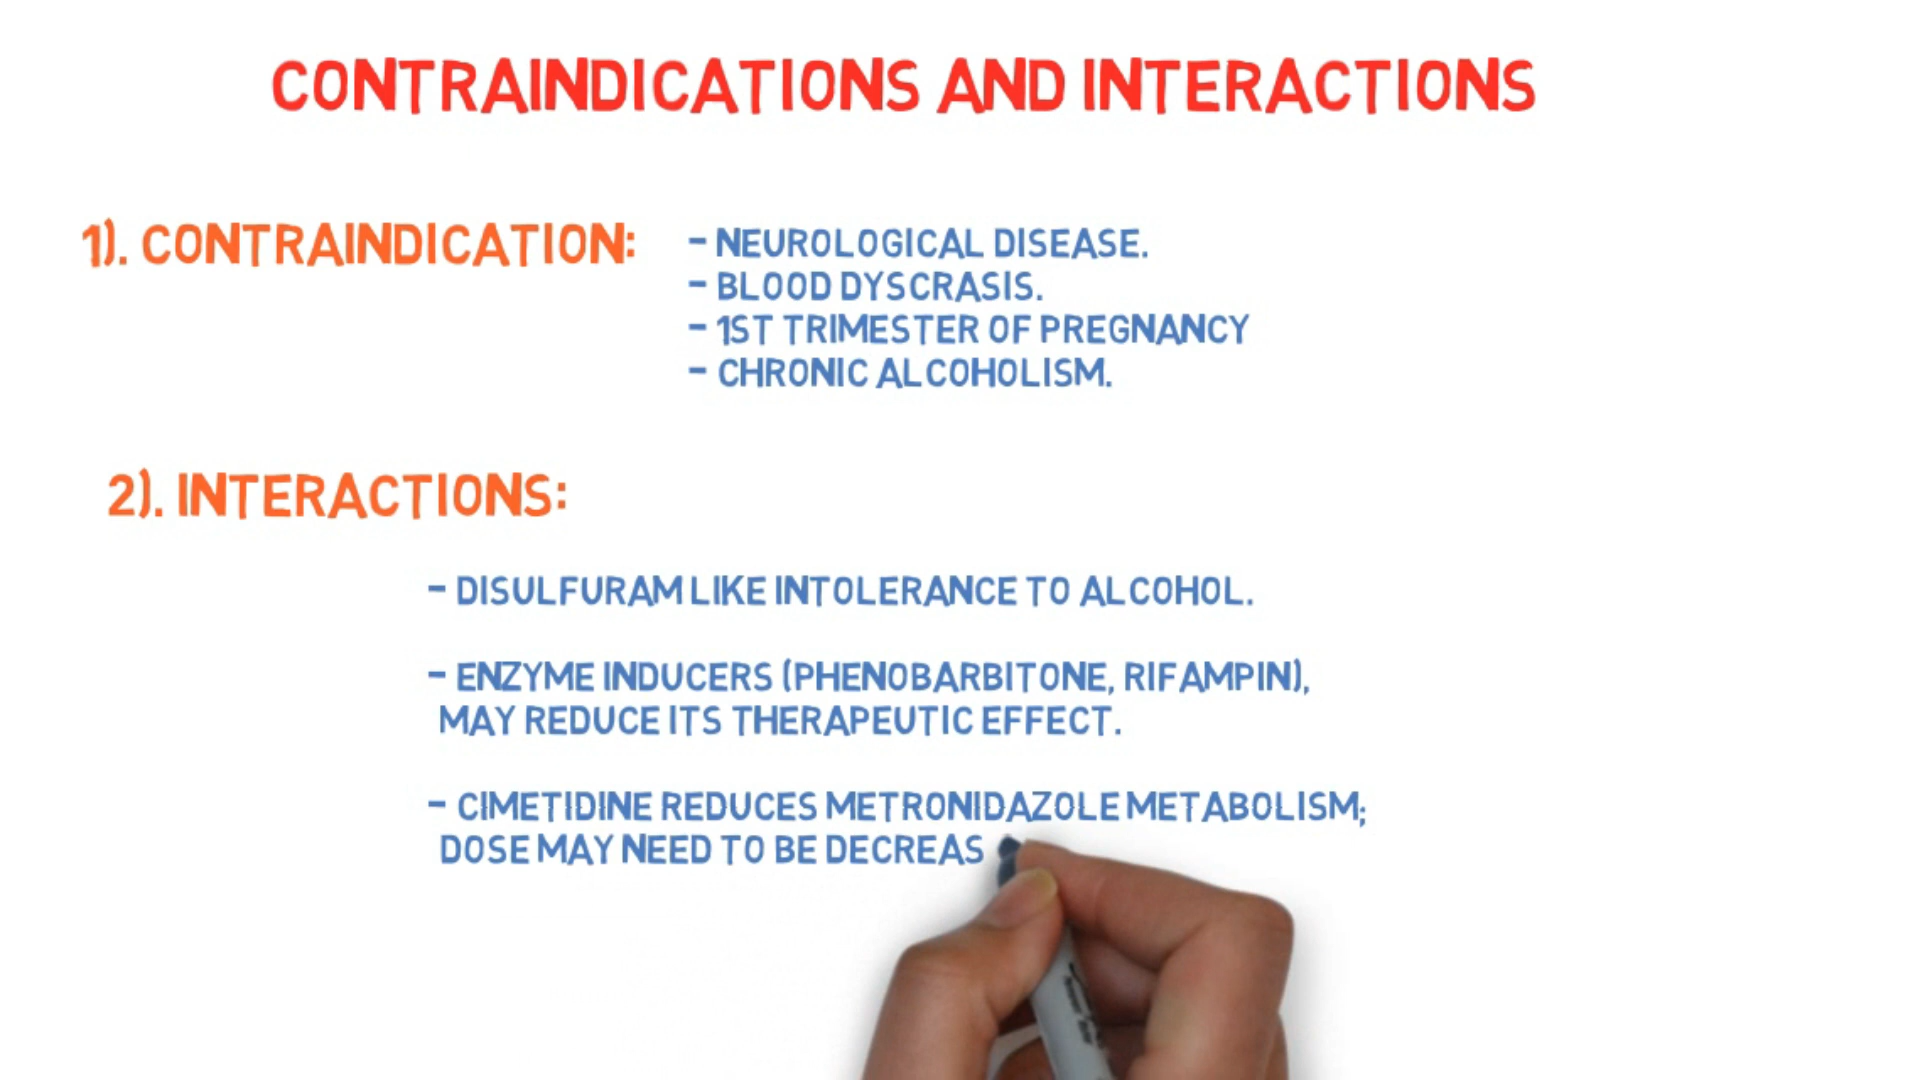 CONTRAINDICATIONS AND INTERACTIONS
1). CONTRAINDICATION:
- NEUROLOGICAL DISEASE.
- BLOOD DYSCRASIS.
- 1ST TRIMESTER OF PREGNANCY
- CHRONIC ALCOHOLISM.
2). INTERACTIONS:
- DISULFURAM LIKE INTOLERANCE TO ALCOHOL.
- ENZYME INDUCERS (PHENOBARBITONE, RIFAMPIN),
MAY REDUCE ITS THERAPEUTIC EFFECT.
- CIMETIDINE REDUCES METRONIDAZOLE METABOLISM;
DOSE MAY NEED TO BE DECREAS